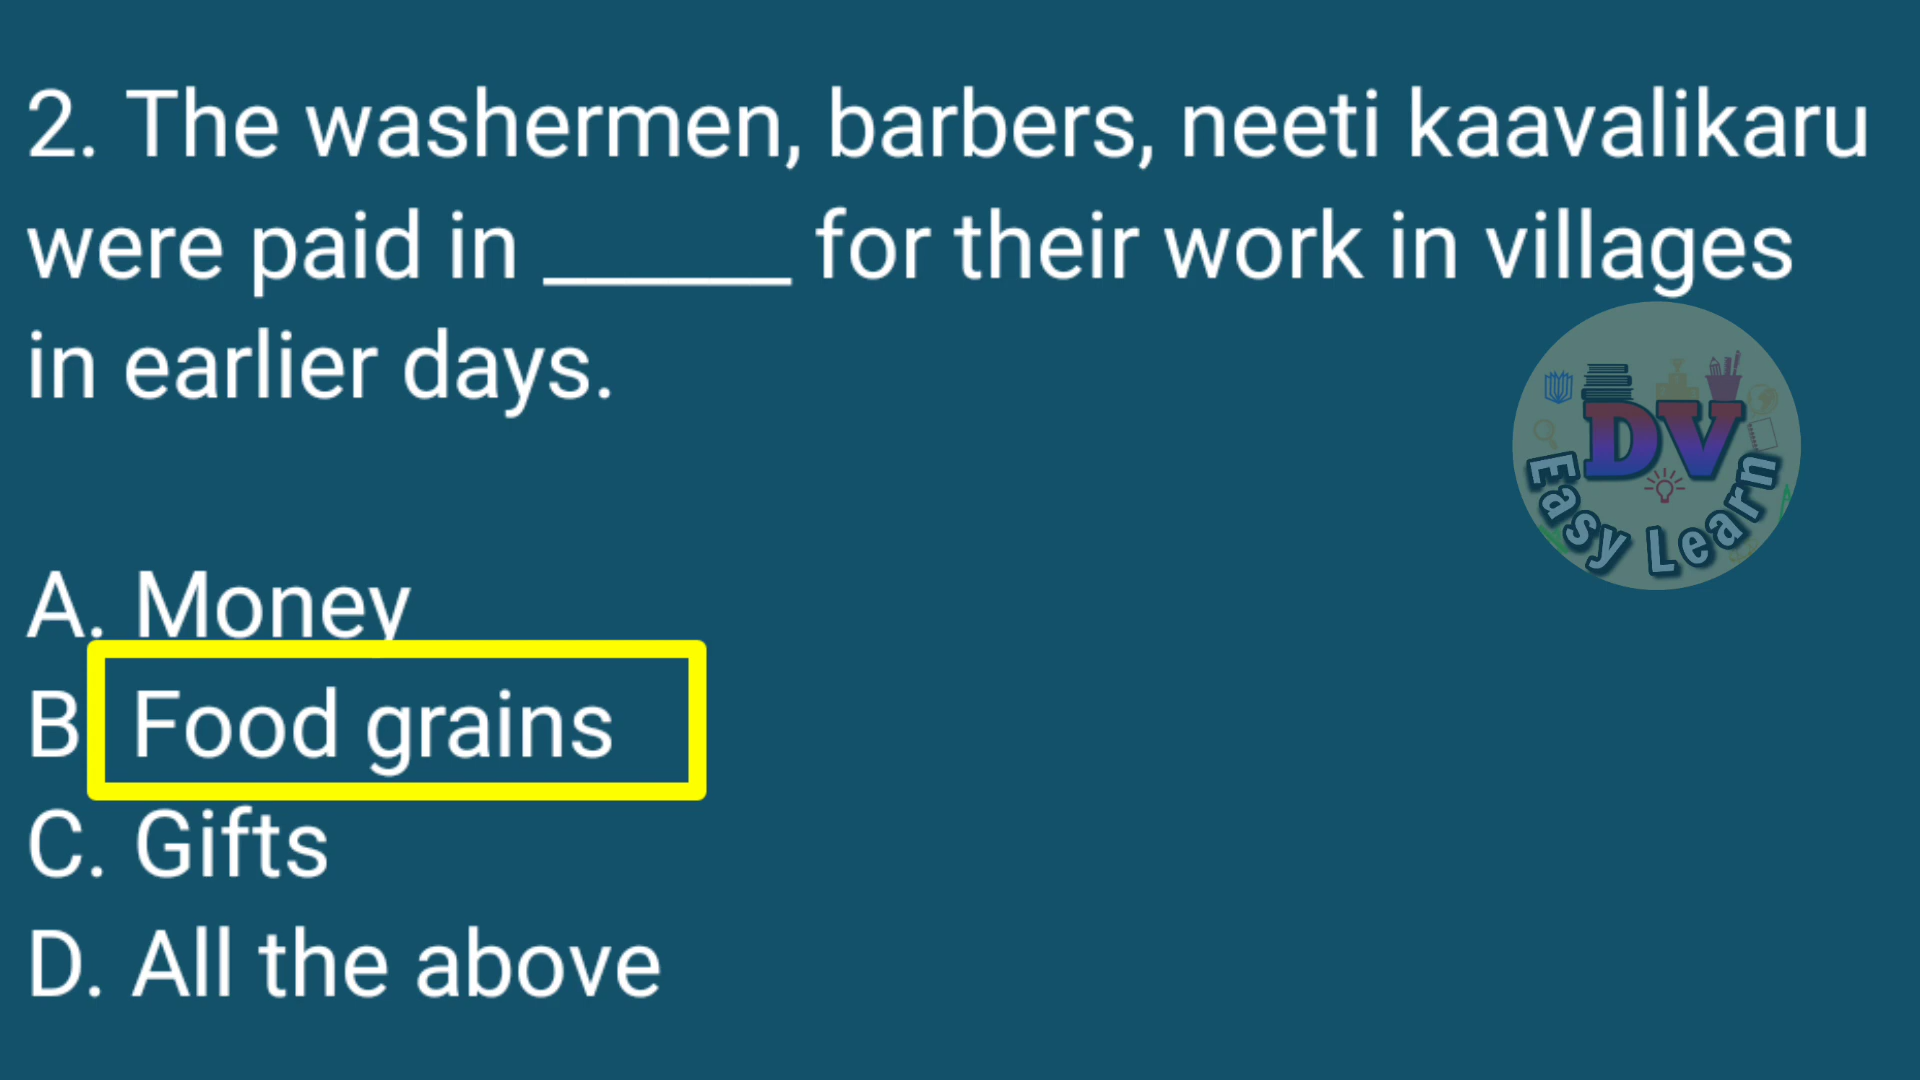 2. The washermen, barbers, neeti kaavalikaru
were paid in ______ for their work in villages
in earlier days.
DV
Easy Learn
A. Money
B Food grains
C. Gifts
D. All the above